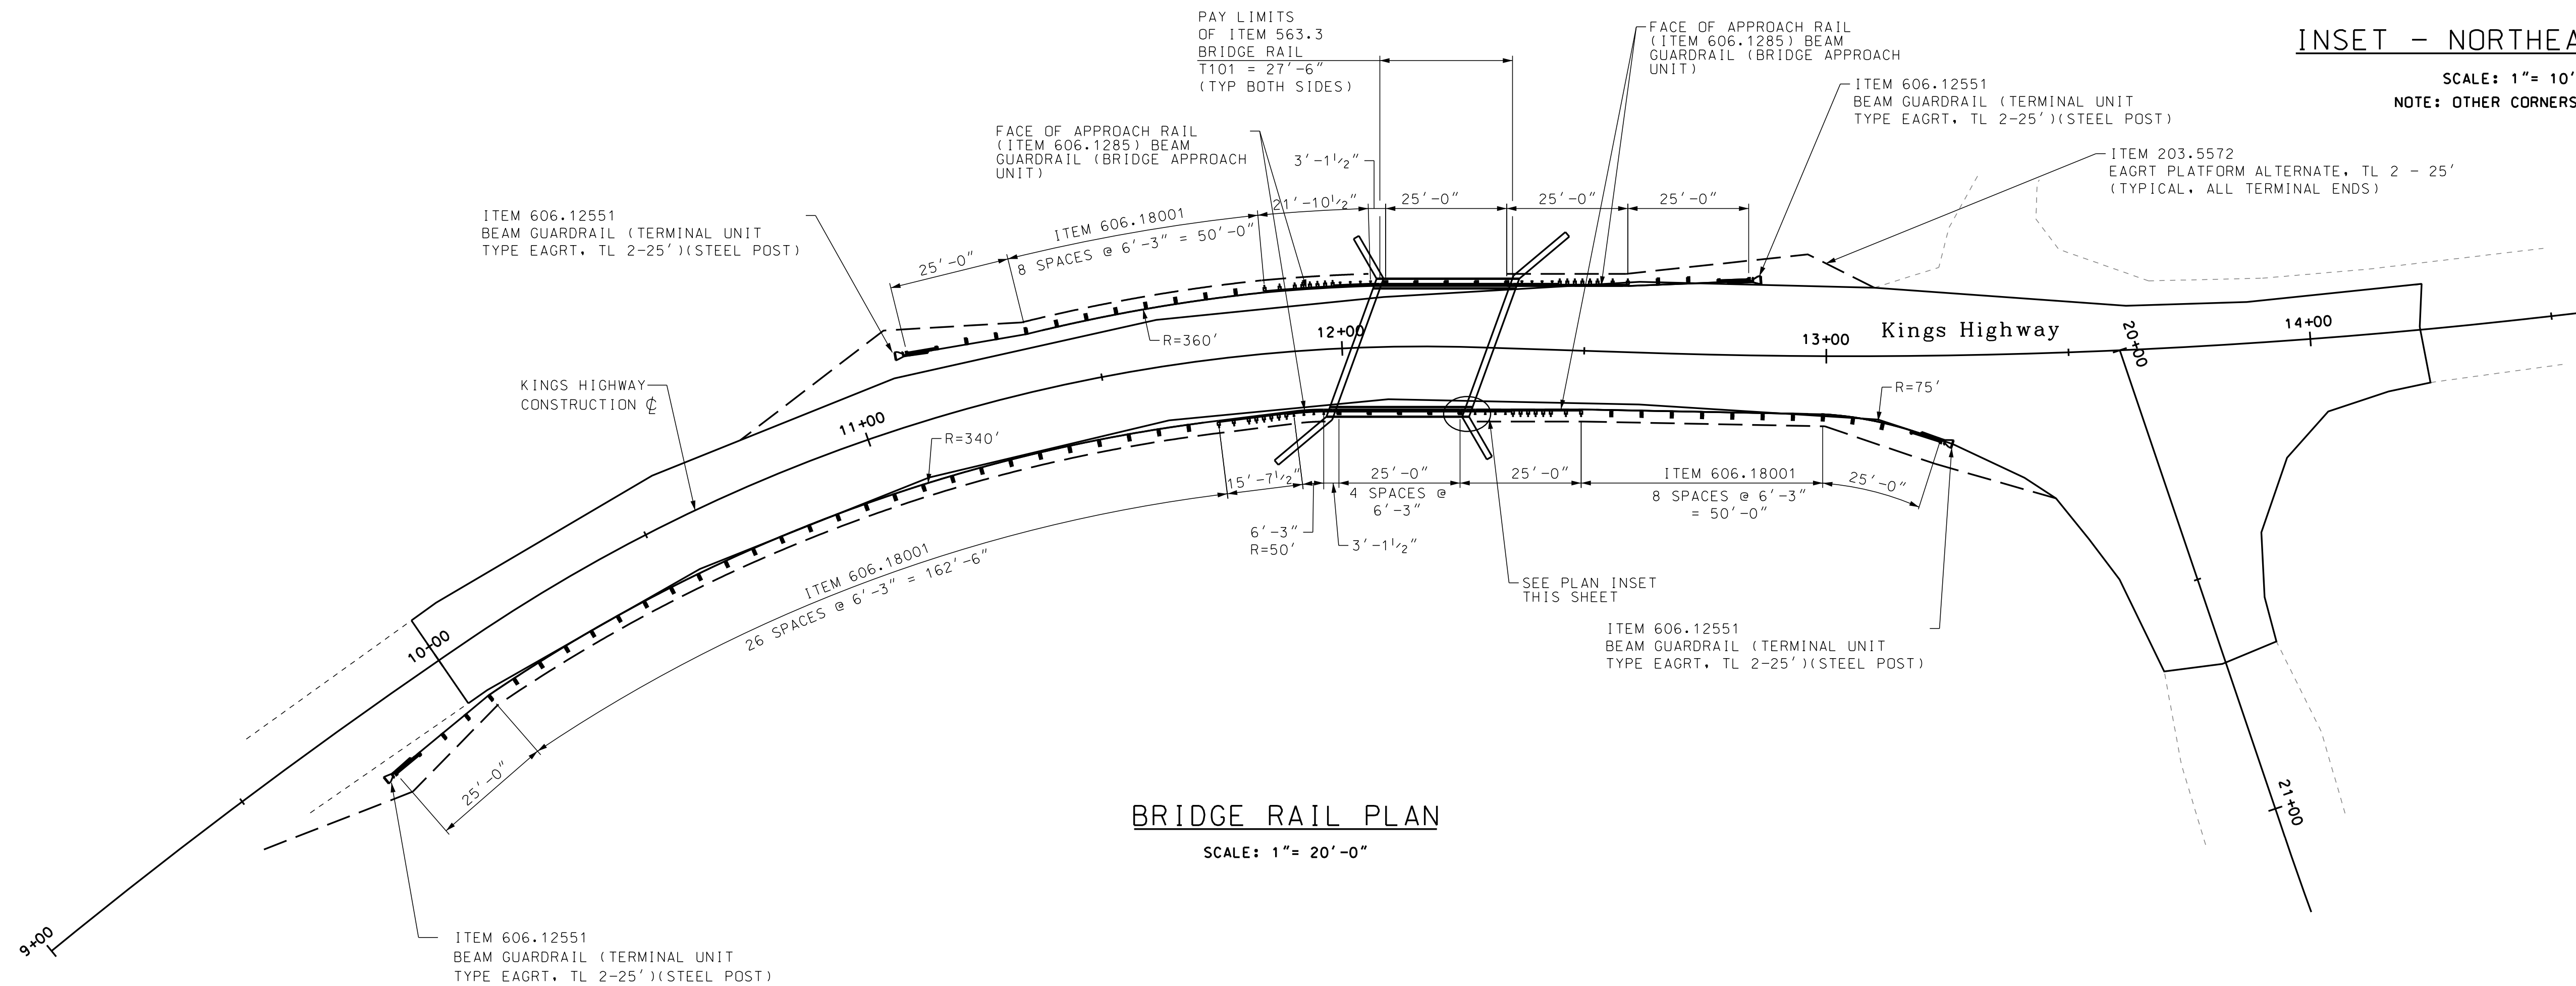 PAY LIMITS
OF ITEM 563.3
BRIDGE RAIL
T101 = 27'-6"
(TYP BOTH SIDES)
FACE OF APPROACH RAIL
(ITEM 606.1285) BEAM
GUARDRAIL (BRIDGE APPROACH
UNIT)
INSET - NORTHEA
SCALE: 1"= 10'
NOTE: OTHER CORNERS
ITEM 606.12551
BEAM GUARDRAIL (TERMINAL UNIT
TYPE EAGRT, TL 2-25')(STEEL POST)
FACE OF APPROACH RAIL
(ITEM 606.1285) BEAM
GUARDRAIL (BRIDGE APPROACH
UNIT)
3'-1 1/2"
ITEM 203.5572
EAGRT PLATFORM ALTERNATE, TL 2 - 25'
(TYPICAL, ALL TERMINAL ENDS)
ITEM 606.12551
BEAM GUARDRAIL (TERMINAL UNIT
TYPE EAGRT, TL 2-25')(STEEL POST)
25'-0"
ITEM 606.18001
8 SPACES @ 6'-3" = 50'-0"
21'-10 1/2"
25'-0"
25'-0"
25'-0"
R=360'
12+00
13+00
Kings Highway
20+00
14+00
KINGS HIGHWAY
CONSTRUCTION ℄
11+00
R=340'
R=75'
15'-7 1/2"
25'-0"
4 SPACES @
6'-3"
25'-0"
ITEM 606.18001
8 SPACES @ 6'-3"
= 50'-0"
25'-0"
6'-3"
R=50'
3'-1 1/2"
ITEM 606.18001
26 SPACES @ 6'-3" = 162'-6"
SEE PLAN INSET
THIS SHEET
ITEM 606.12551
BEAM GUARDRAIL (TERMINAL UNIT
TYPE EAGRT, TL 2-25')(STEEL POST)
10+00
25'-0"
21+00
BRIDGE RAIL PLAN
SCALE: 1"= 20'-0"
9+00
ITEM 606.12551
BEAM GUARDRAIL (TERMINAL UNIT
TYPE EAGRT, TL 2-25')(STEEL POST)